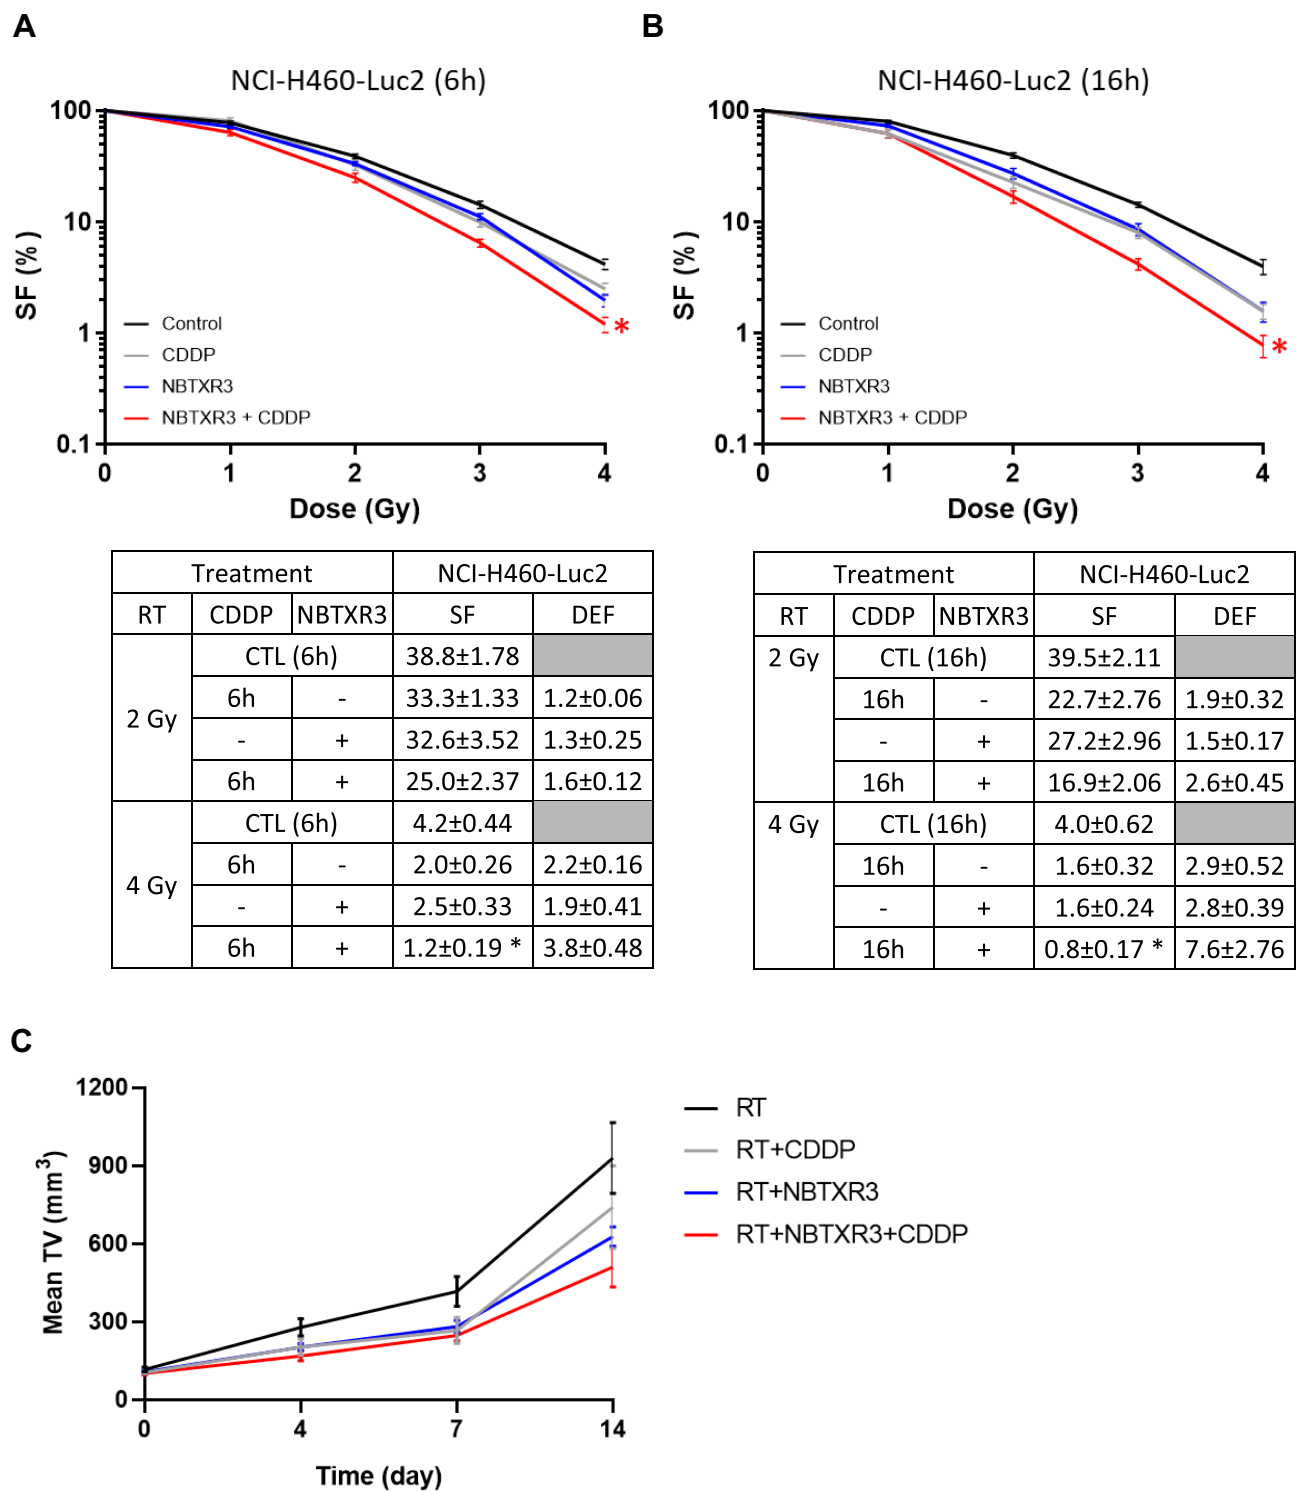 A
NCI-H460-Luc2 (6h)
100
10
1
0.1
SF (%)
Control
CDDP
NBTXR3
NBTXR3 + CDDP
*
0 1 2 3 4
Dose (Gy)
Treatment NCI-H460-Luc2
RT CDDP NBTXR3 SF DEF
2 Gy
CTL (6h) 38.8±1.78
6h - 33.3±1.33 1.2±0.06
- + 32.6±3.52 1.3±0.25
6h + 25.0±2.37 1.6±0.12
4 Gy
CTL (6h) 4.2±0.44
6h - 2.0±0.26 2.2±0.16
- + 2.5±0.33 1.9±0.41
6h + 1.2±0.19 * 3.8±0.48
B
NCI-H460-Luc2 (16h)
100
10
1
0.1
SF (%)
Control
CDDP
NBTXR3
NBTXR3 + CDDP
*
0 1 2 3 4
Dose (Gy)
Treatment NCI-H460-Luc2
RT CDDP NBTXR3 SF DEF
2 Gy CTL (16h) 39.5±2.11
16h - 22.7±2.76 1.9±0.32
- + 27.2±2.96 1.5±0.17
16h + 16.9±2.06 2.6±0.45
4 Gy CTL (16h) 4.0±0.62
16h - 1.6±0.32 2.9±0.52
- + 1.6±0.24 2.8±0.39
16h + 0.8±0.17 * 7.6±2.76
C
1200
900
600
300
0
Mean TV (mm³)
0 4 7 14
Time (day)
RT
RT+CDDP
RT+NBTXR3
RT+NBTXR3+CDDP